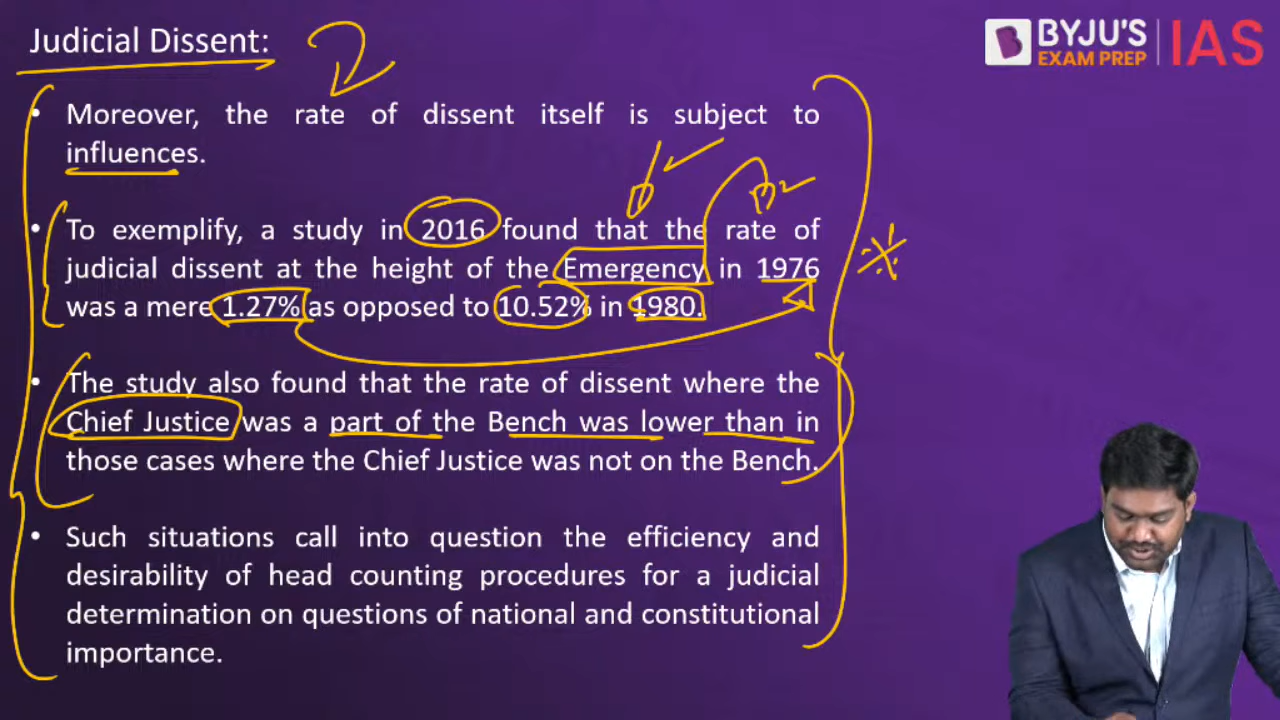 Judicial Dissent:
BYJU'S
EXAM PREP
IAS
• Moreover, the rate of dissent itself is subject to
influences.
• To exemplify, a study in 2016 found that the rate of
judicial dissent at the height of the Emergency in 1976
was a mere 1.27% as opposed to 10.52% in 1980.
• The study also found that the rate of dissent where the
Chief Justice was a part of the Bench was lower than in
those cases where the Chief Justice was not on the Bench.
• Such situations call into question the efficiency and
desirability of head counting procedures for a judicial
determination on questions of national and constitutional
importance.